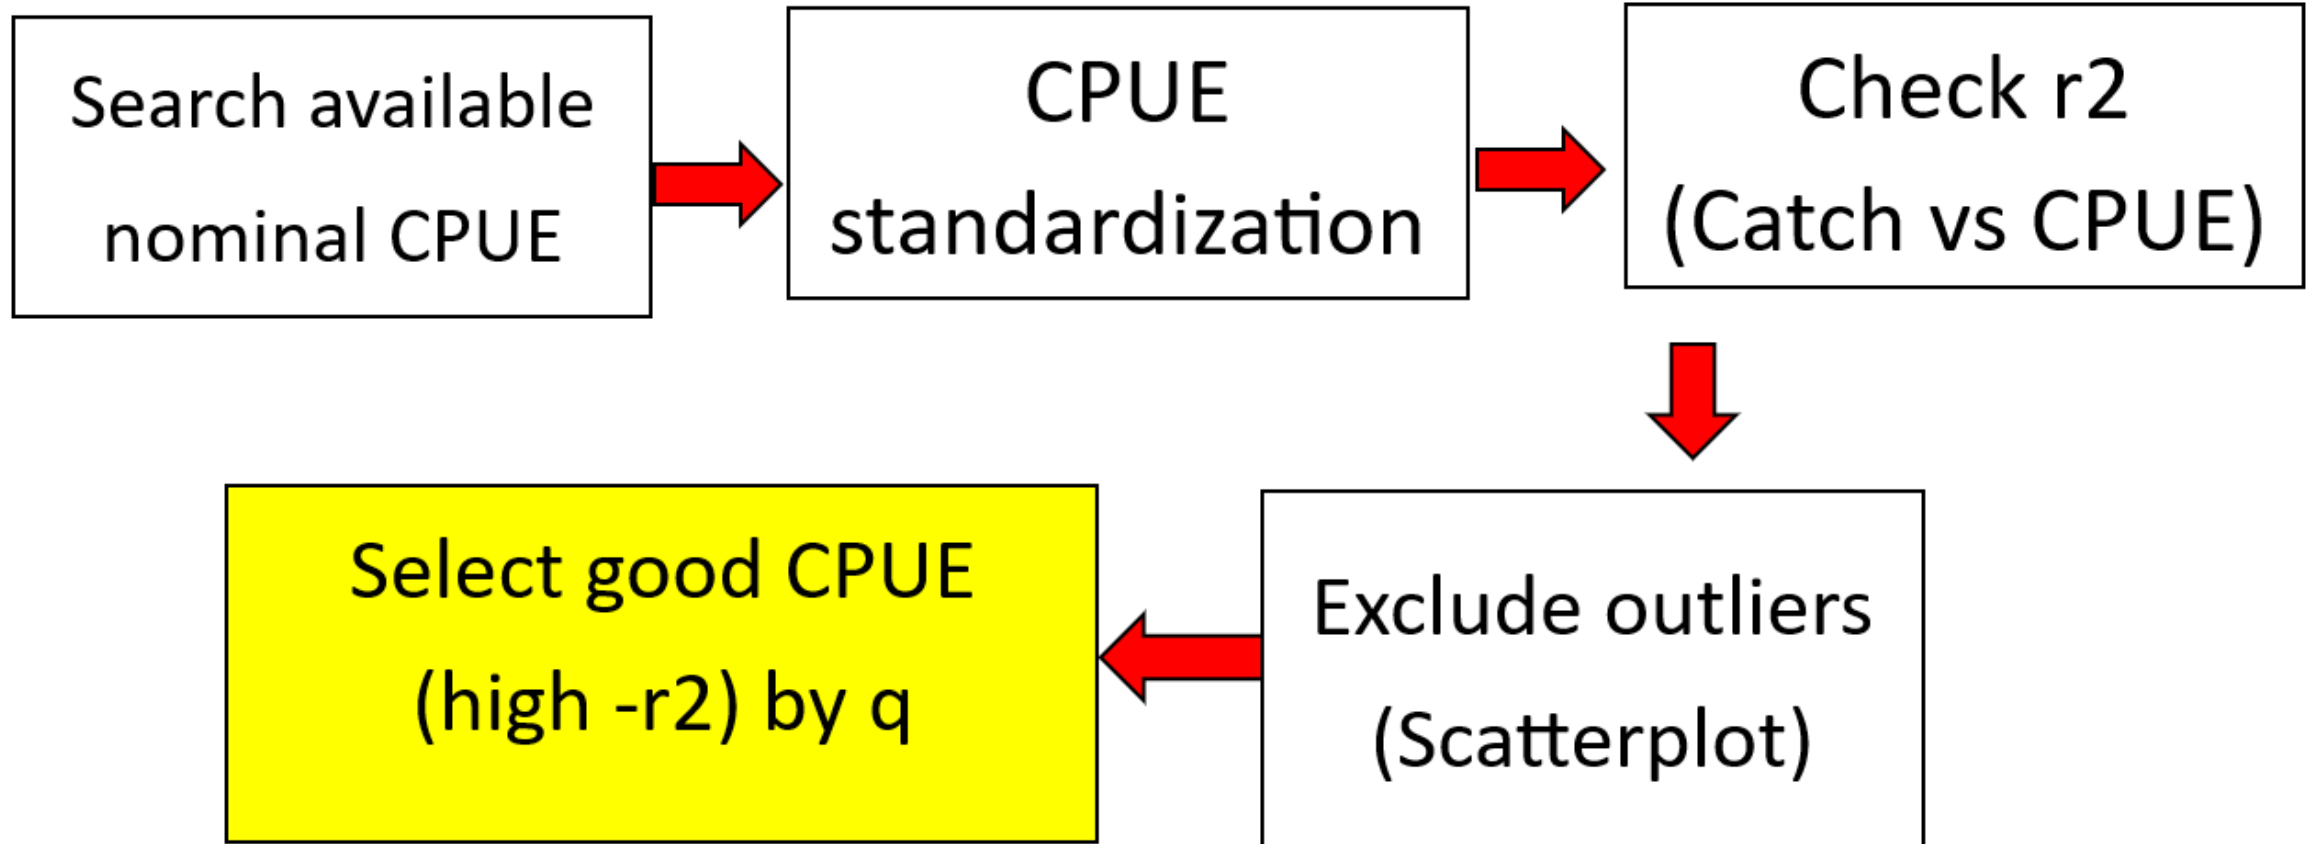 Search available
nominal CPUE
CPUE
standardization
Check r2
(Catch vs CPUE)
Exclude outliers
(Scatterplot)
Select good CPUE
(high -r2) by q